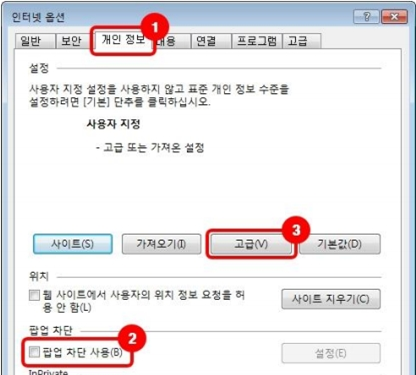 인터넷 옵션
1
일반 보안 개인 정보 내용 연결 프로그램 고급
설정
사용자 지정 설정을 사용하지 않고 표준 개인 정보 수준을
설정하려면 [기본] 단추를 클릭하십시오.
사용자 지정
- 고급 또는 가져온 설정
3
사이트(S) 가져오기(I) 고급(V) 기본값(D)
위치
웹 사이트에서 사용자의 위치 정보 요청을 허
용 안 함(L)
사이트 지우기(C)
팝업 차단
2
팝업 차단 사용(B) 설정(E)
InPrivate